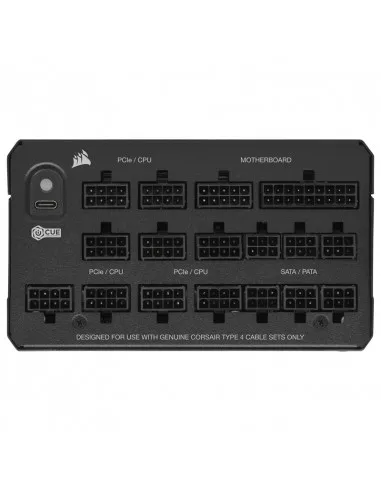 PCIe / CPU
MOTHERBOARD
iCUE
PCIe / CPU
PCIe / CPU
SATA / PATA
DESIGNED FOR USE WITH GENUINE CORSAIR TYPE 4 CABLE SETS ONLY